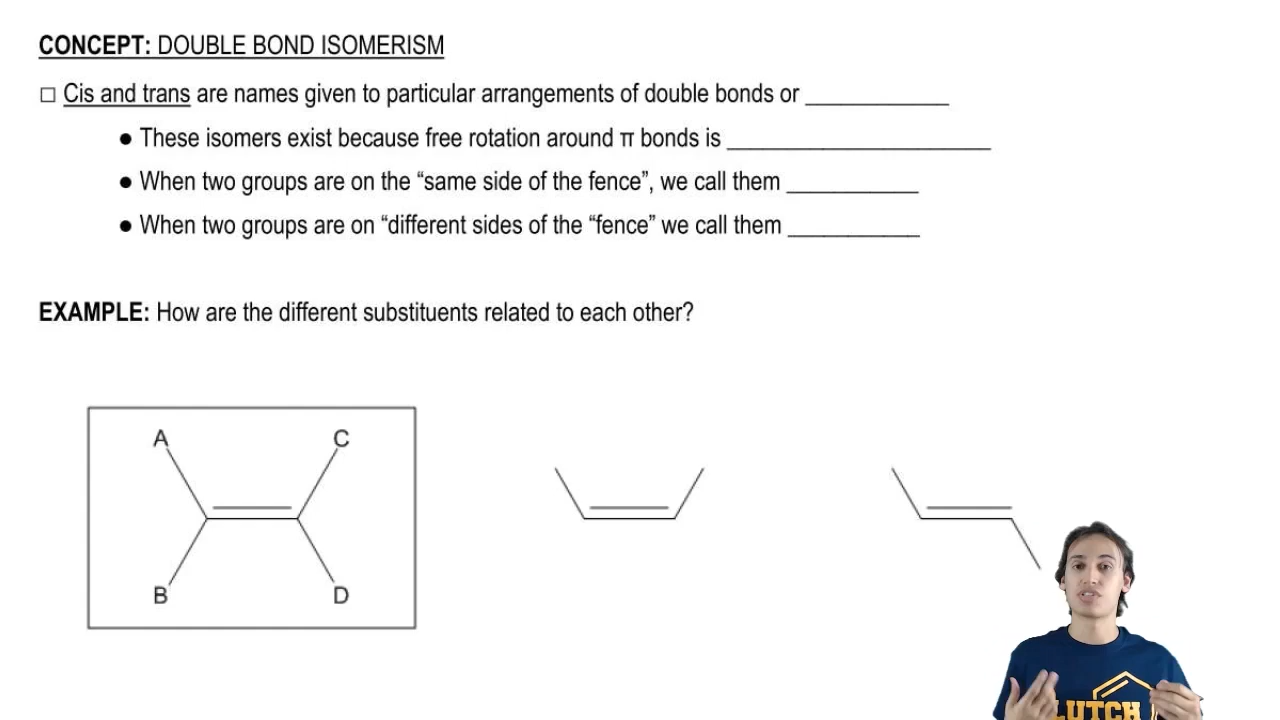 CONCEPT: DOUBLE BOND ISOMERISM
□ Cis and trans are names given to particular arrangements of double bonds or ____________
● These isomers exist because free rotation around π bonds is ______________________
● When two groups are on the “same side of the fence”, we call them ___________
● When two groups are on “different sides of the “fence” we call them ___________
EXAMPLE: How are the different substituents related to each other?
A C
B D
LUTCH